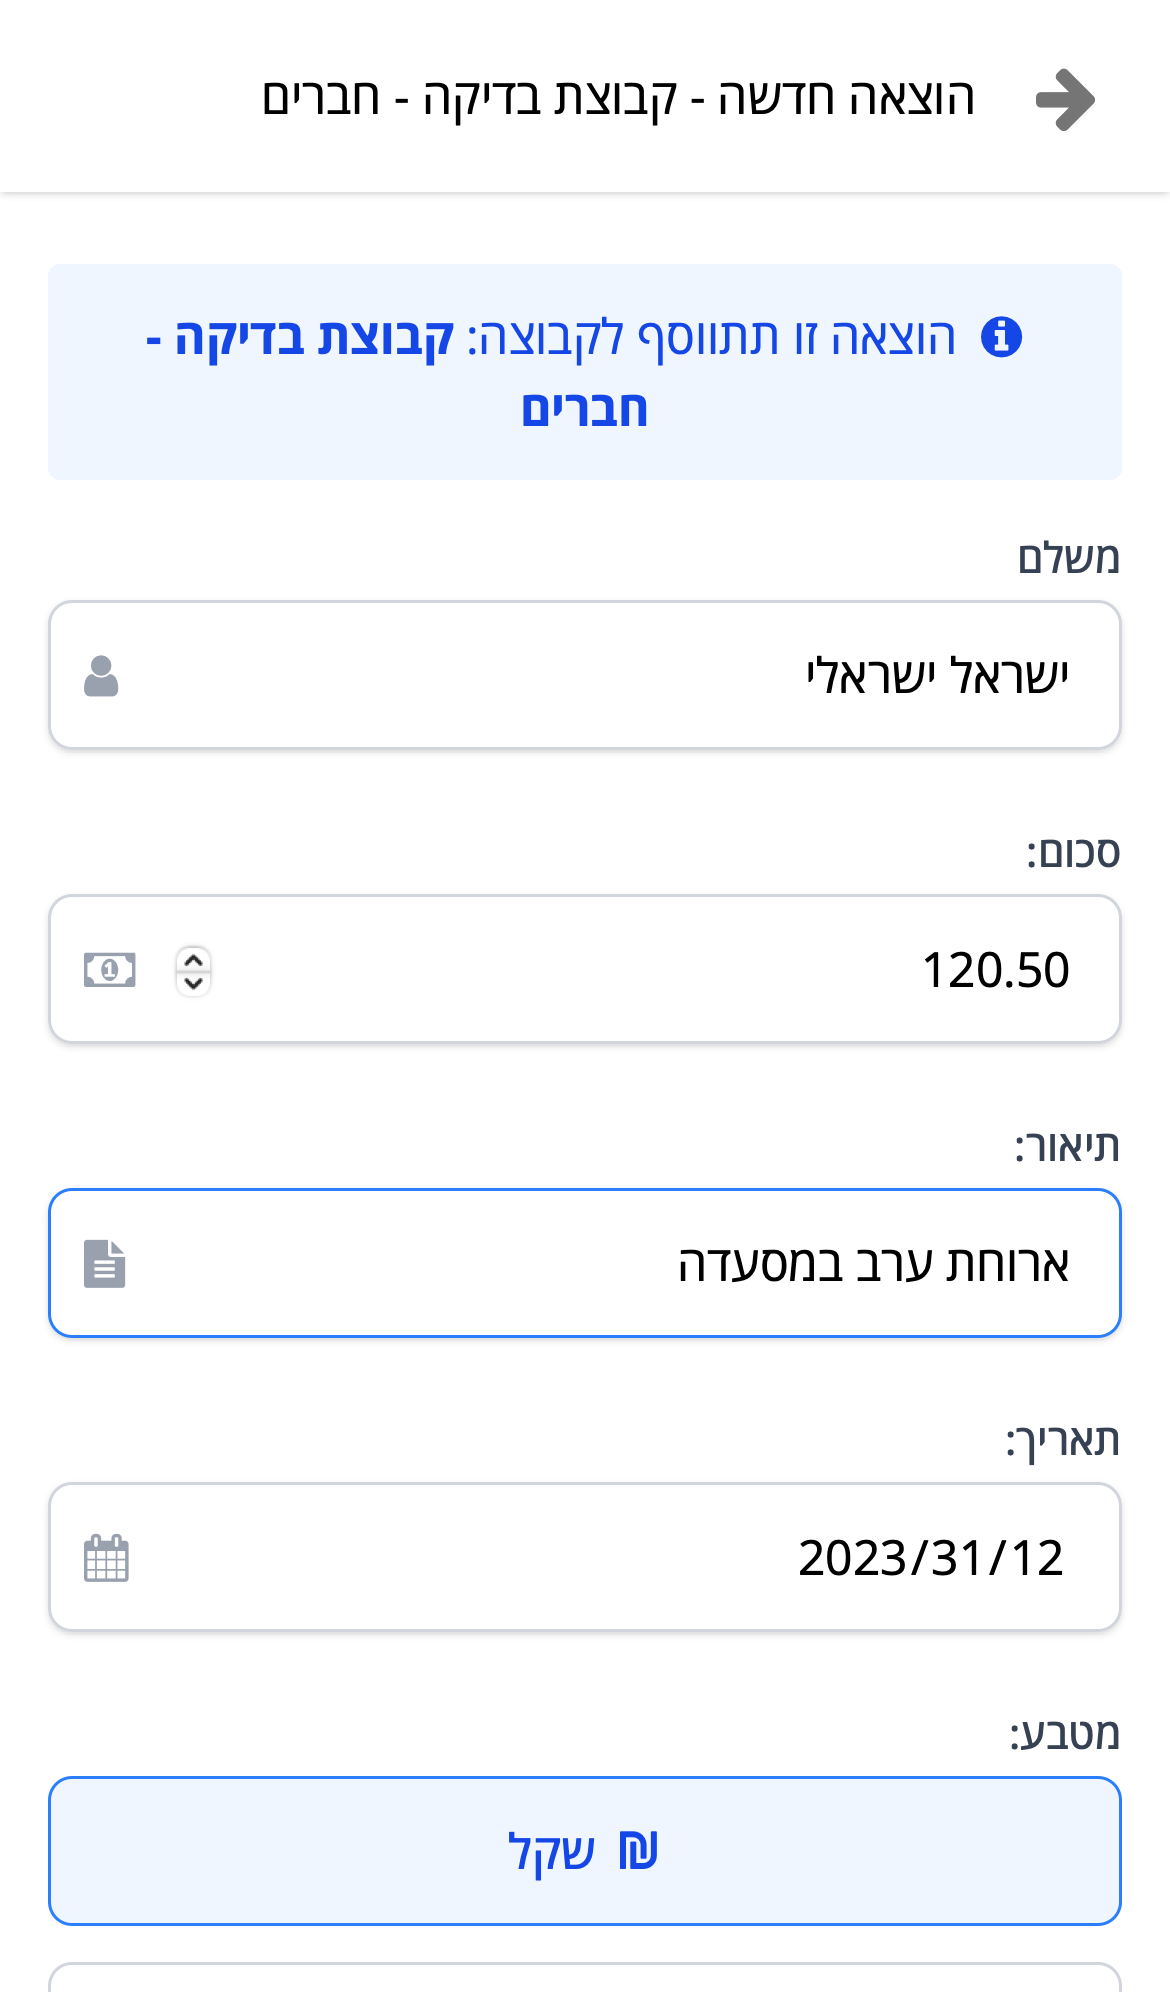 הוצאה חדשה - קבוצת בדיקה - חברים
הוצאה זו תתווסף לקבוצה: קבוצת בדיקה -
חברים
משלם
ישראל ישראלי
סכום:
120.50
תיאור:
ארוחת ערב במסעדה
תאריך:
2023/31/12
מטבע:
₪ שקל